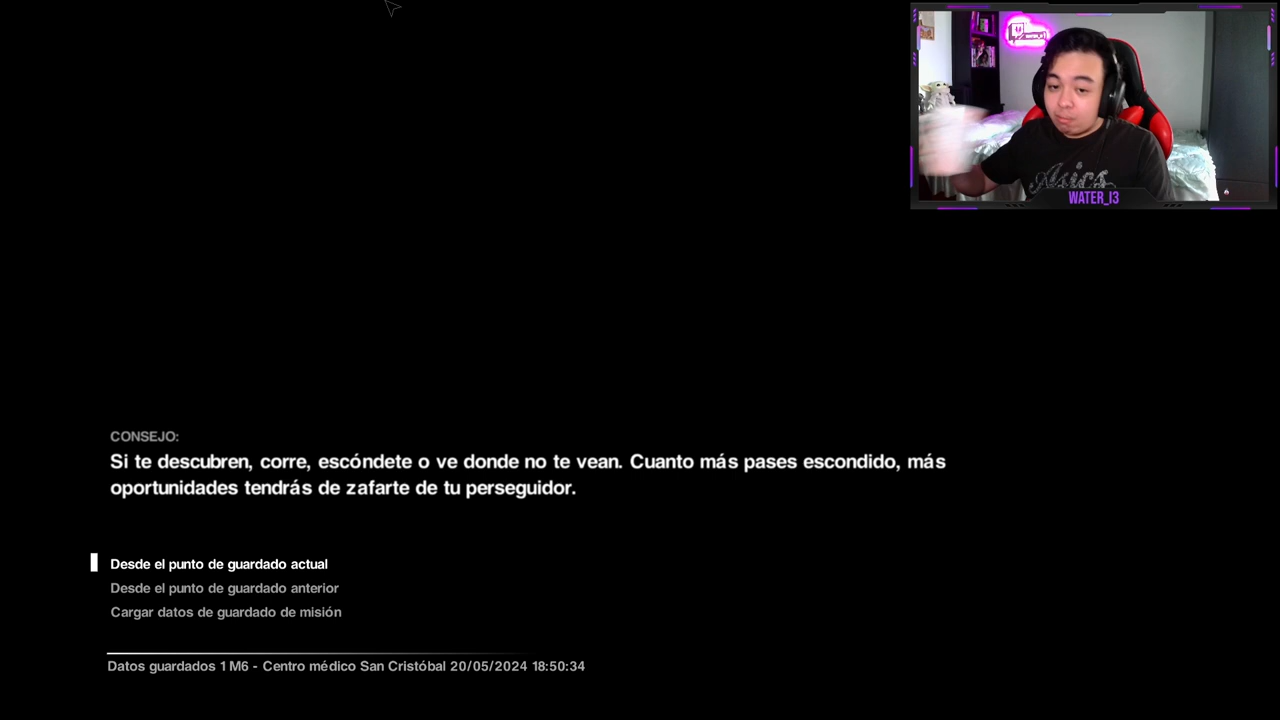 Asics
WATER_I3
CONSEJO:
Si te descubren, corre, escóndete o ve donde no te vean. Cuanto más pases escondido, más
oportunidades tendrás de zafarte de tu perseguidor.
Desde el punto de guardado actual
Desde el punto de guardado anterior
Cargar datos de guardado de misión
Datos guardados 1 M6 - Centro médico San Cristóbal 20/05/2024 18:50:34